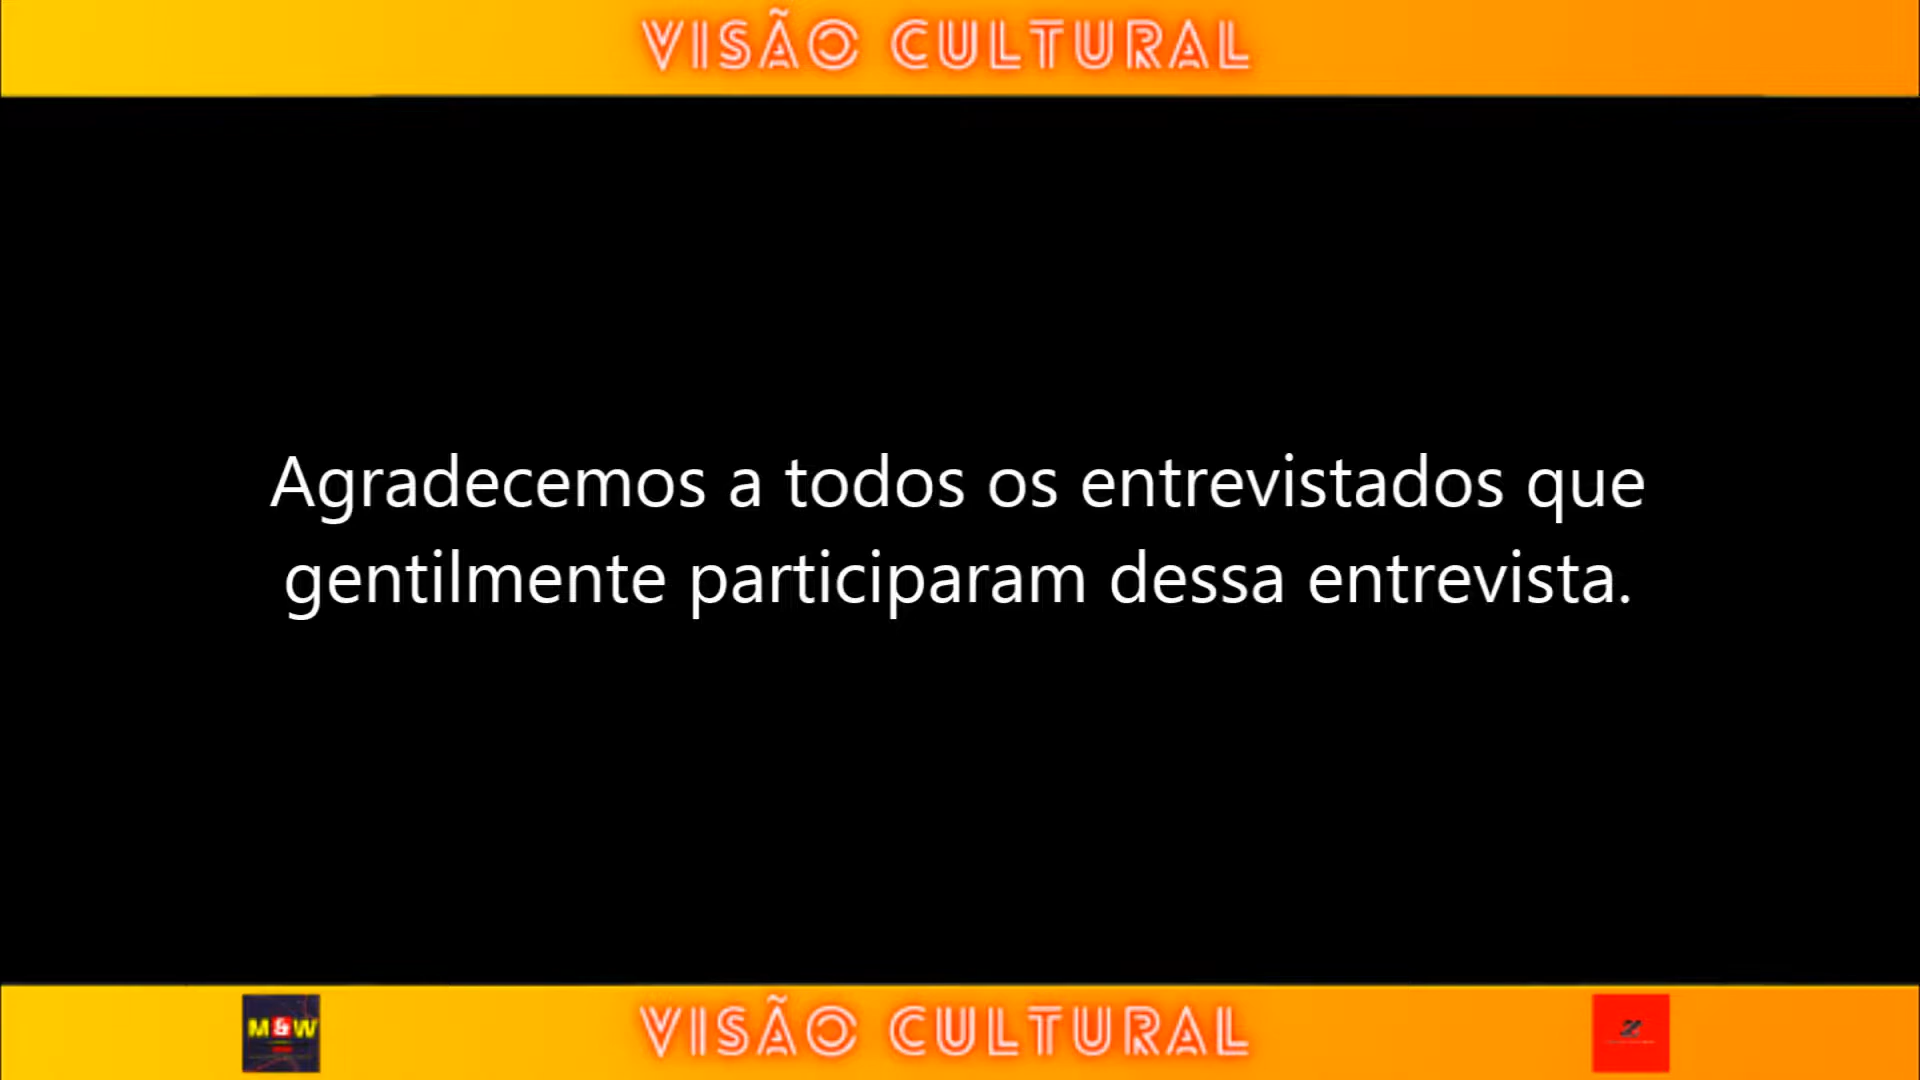 VISÃO CULTURAL
Agradecemos a todos os entrevistados que
gentilmente participaram dessa entrevista.
M&W
VISÃO CULTURAL